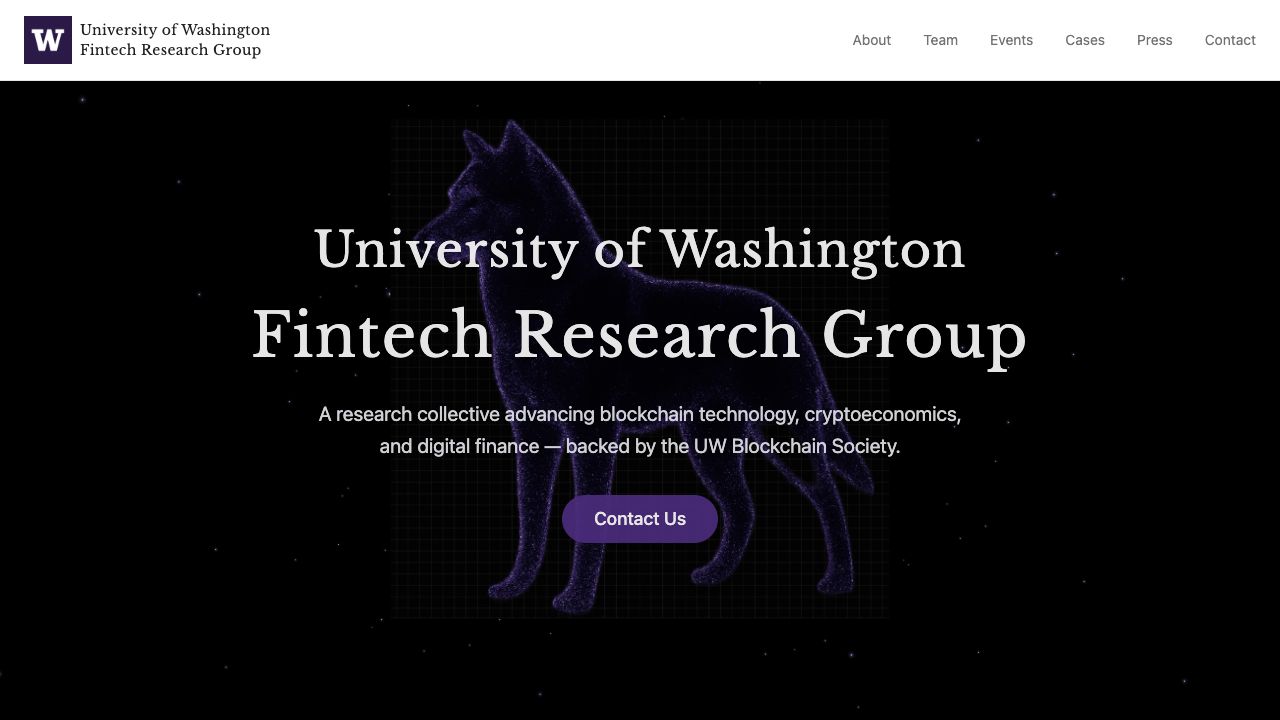 W
University of Washington
Fintech Research Group
About
Team
Events
Cases
Press
Contact
University of Washington
Fintech Research Group
A research collective advancing blockchain technology, cryptoeconomics,
and digital finance — backed by the UW Blockchain Society.
Contact Us